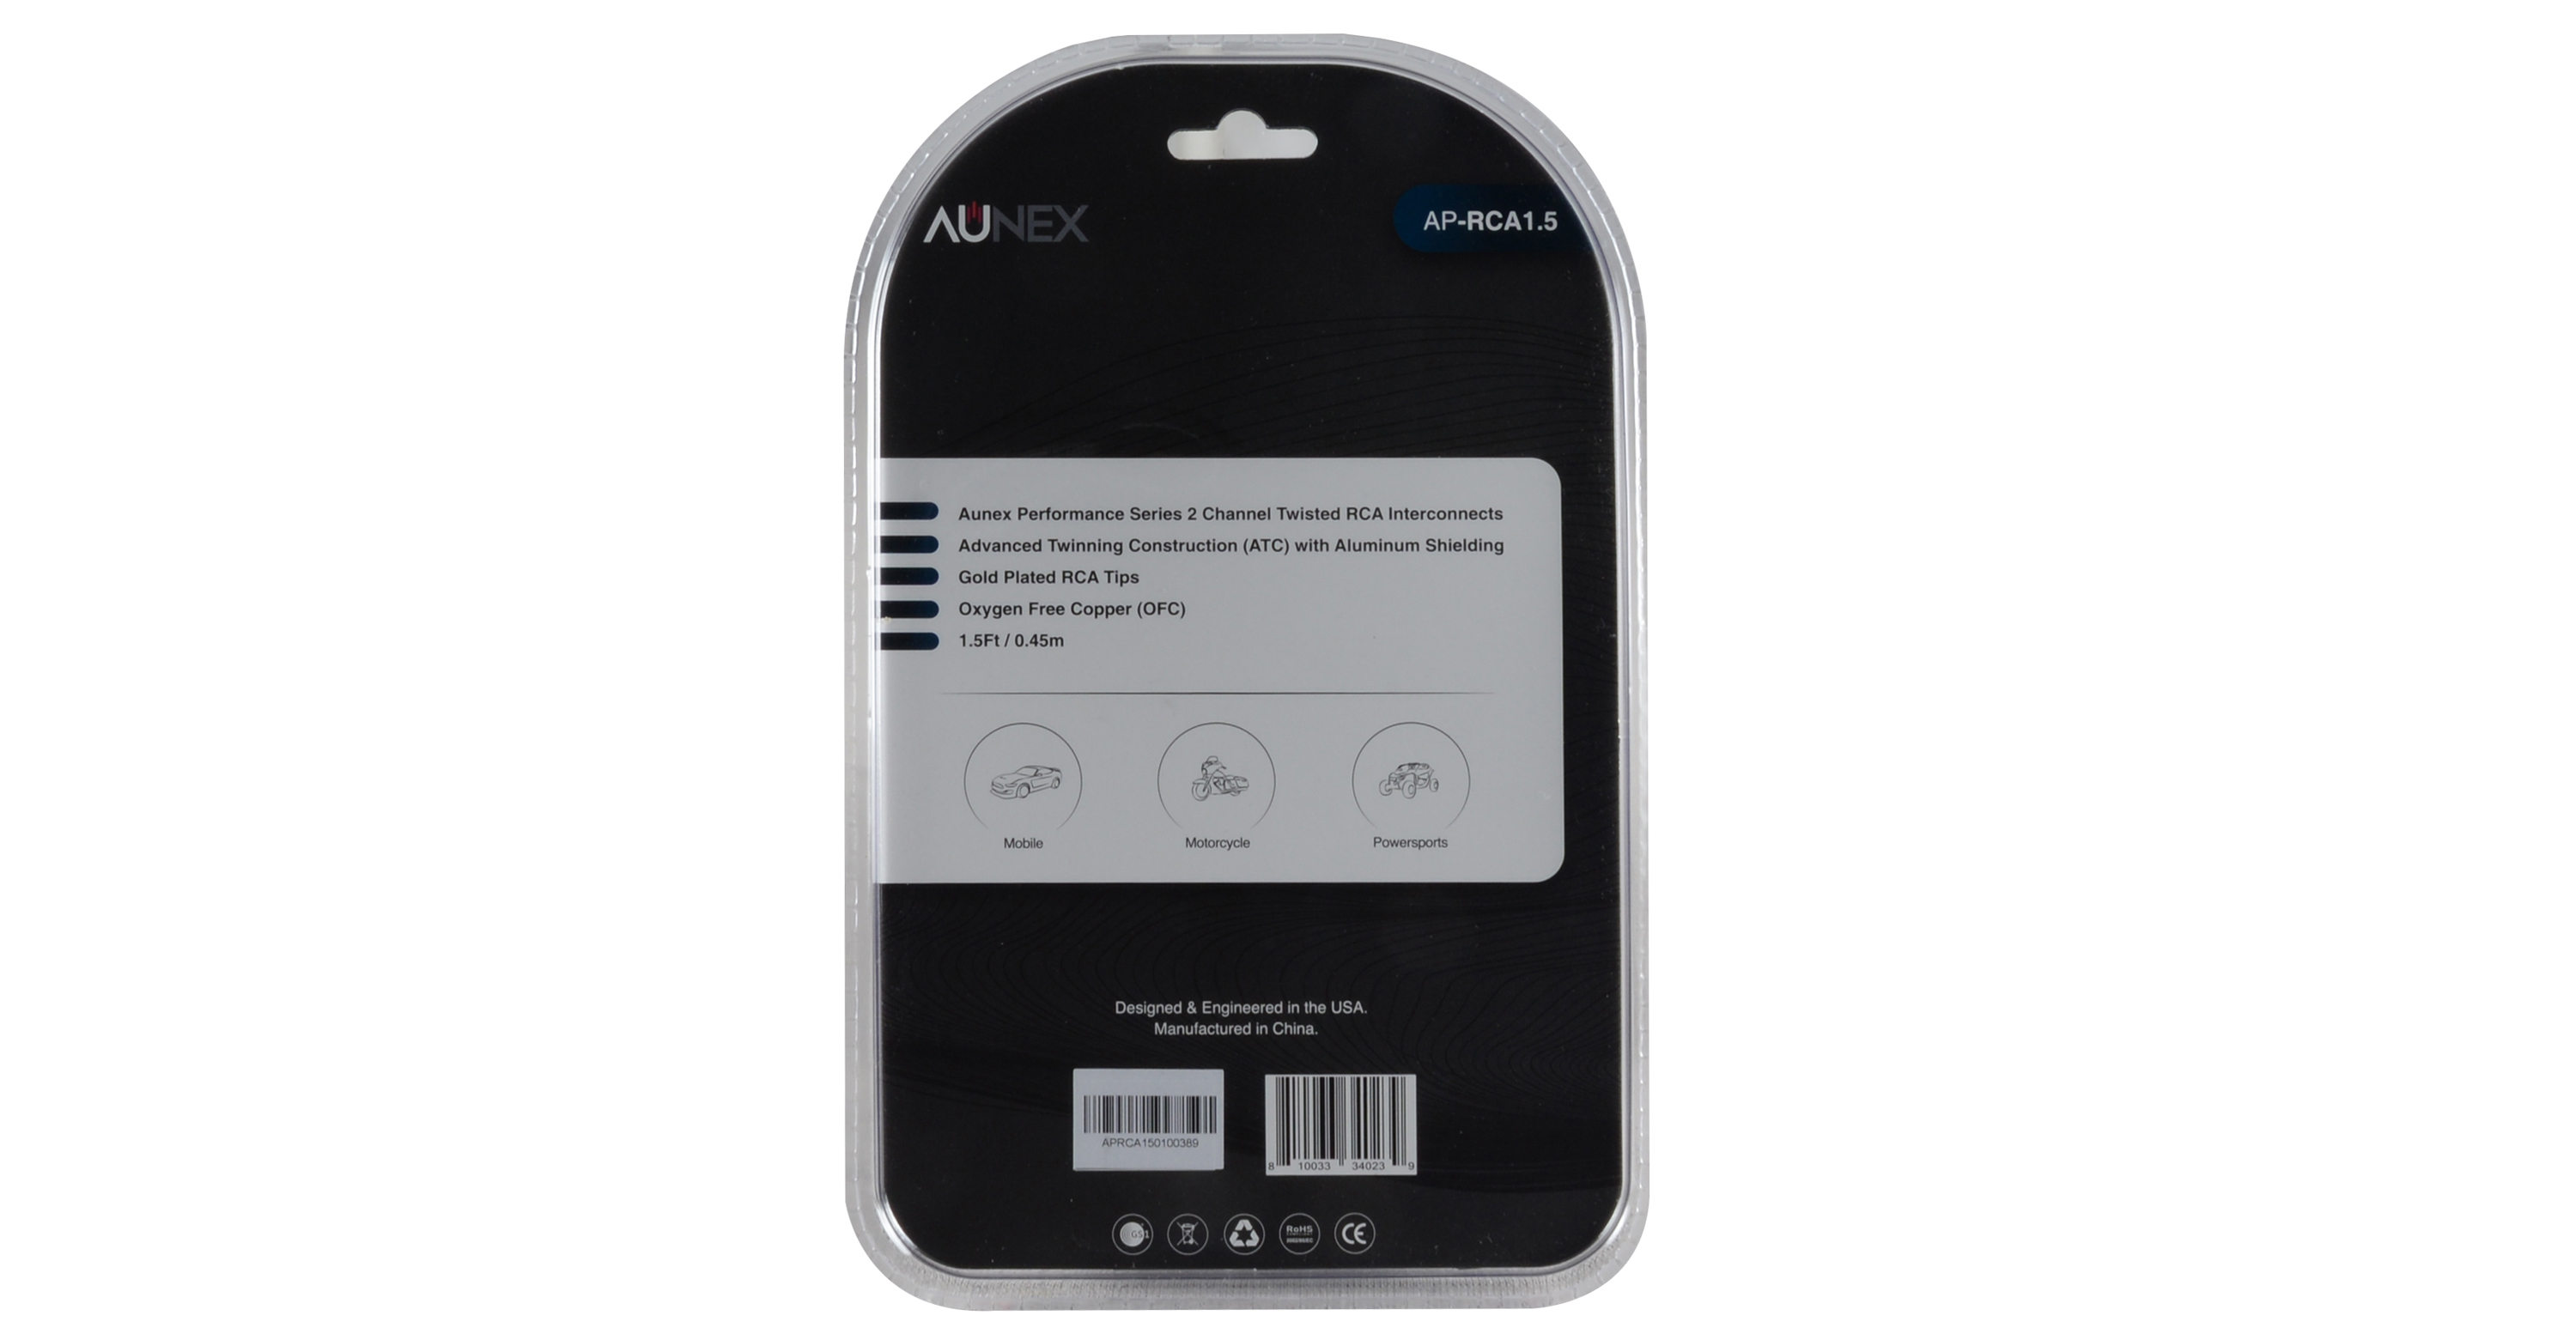 AUNEX
AP-RCA1.5
Aunex Performance Series 2 Channel Twisted RCA Interconnects
Advanced Twinning Construction (ATC) with Aluminum Shielding
Gold Plated RCA Tips
Oxygen Free Copper (OFC)
1.5Ft / 0.45m
Mobile
Motorcycle
Powersports
Designed & Engineered in the USA.
Manufactured in China.
APRCA150100389
8 10033 34023 9
GS1
RoHS
CE